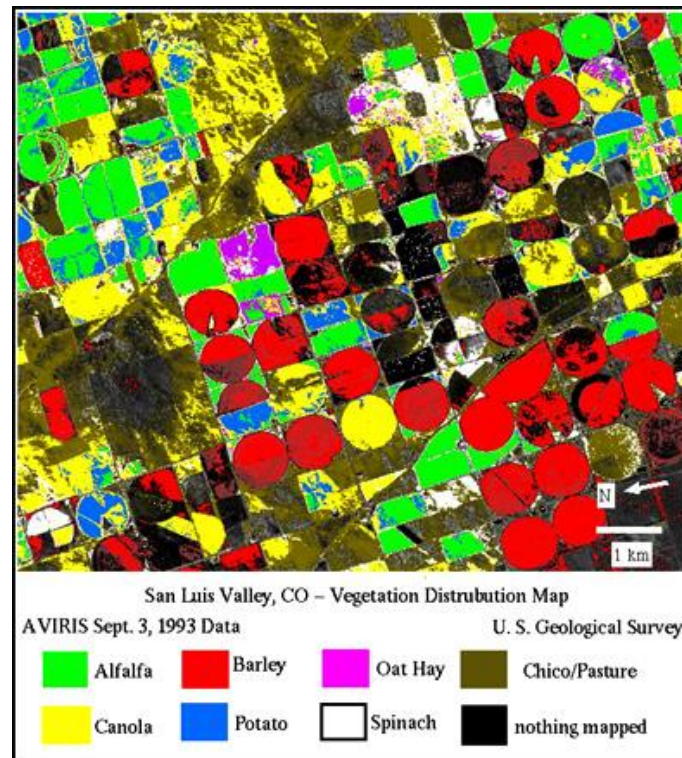 N
1 km
San Luis Valley, CO – Vegetation Distrubution Map
AVIRIS Sept. 3, 1993 Data U. S. Geological Survey
Alfalfa Barley Oat Hay Chico/Pasture
Canola Potato Spinach nothing mapped